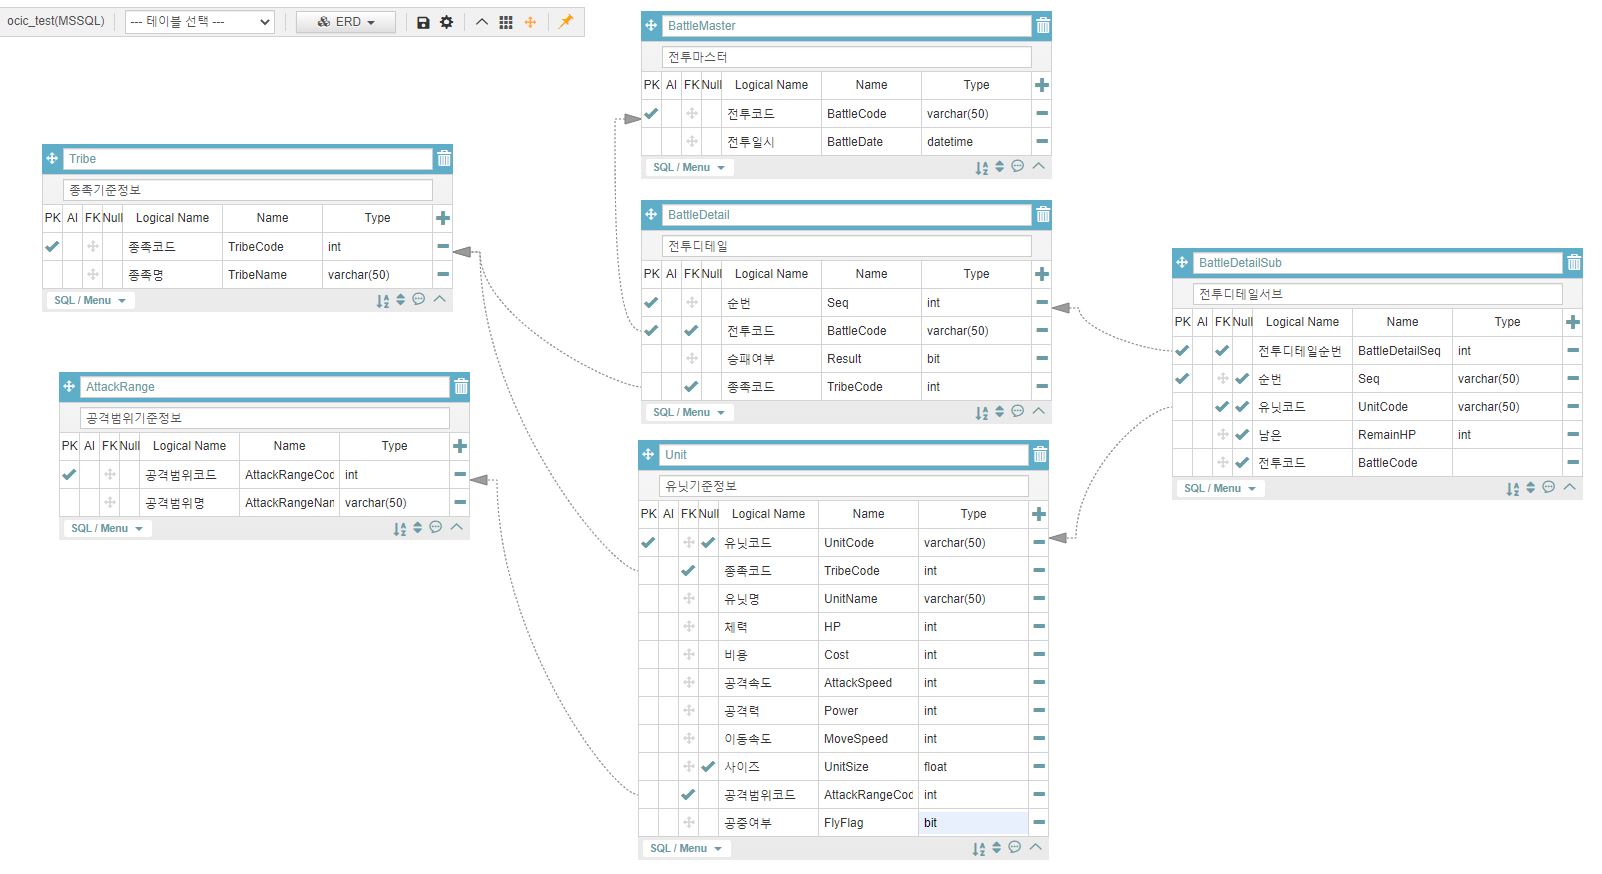 ocic_test(MSSQL) --- 테이블 선택 --- ERD
Tribe
종족기준정보
PK AI FK Null Logical Name Name Type
종족코드 TribeCode int
종족명 TribeName varchar(50)
SQL / Menu
AttackRange
공격범위기준정보
PK AI FK Null Logical Name Name Type
공격범위코드 AttackRangeCod int
공격범위명 AttackRangeNan varchar(50)
SQL / Menu
BattleMaster
전투마스터
PK AI FK Null Logical Name Name Type
전투코드 BattleCode varchar(50)
전투일시 BattleDate datetime
SQL / Menu
BattleDetail
전투디테일
PK AI FK Null Logical Name Name Type
순번 Seq int
전투코드 BattleCode varchar(50)
승패여부 Result bit
종족코드 TribeCode int
SQL / Menu
Unit
유닛기준정보
PK AI FK Null Logical Name Name Type
유닛코드 UnitCode varchar(50)
종족코드 TribeCode int
유닛명 UnitName varchar(50)
체력 HP int
비용 Cost int
공격속도 AttackSpeed int
공격력 Power int
이동속도 MoveSpeed int
사이즈 UnitSize float
공격범위코드 AttackRangeCod int
공중여부 FlyFlag bit
SQL / Menu
BattleDetailSub
전투디테일서브
PK AI FK Null Logical Name Name Type
전투디테일순번 BattleDetailSeq int
순번 Seq varchar(50)
유닛코드 UnitCode varchar(50)
남은 RemainHP int
전투코드 BattleCode
SQL / Menu